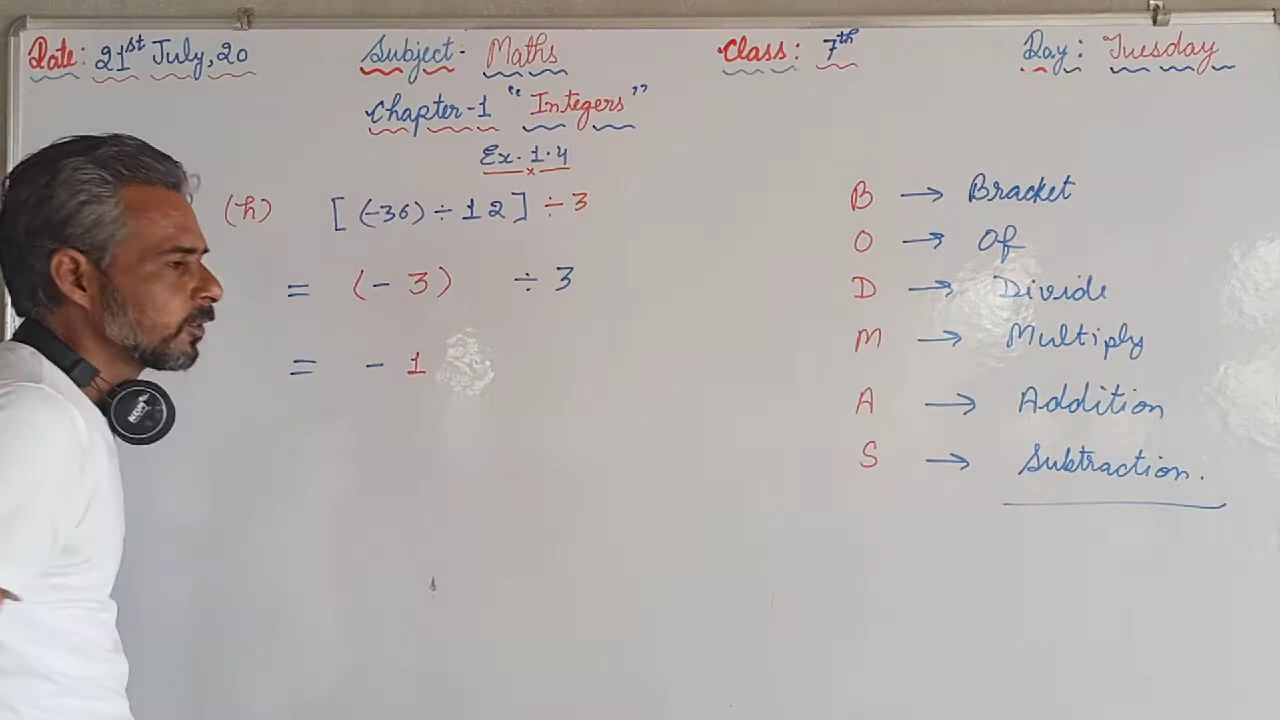 Date: 21st July, 20 Subject- Maths Class: 7th Day: Tuesday
Chapter-1 "Integers"
Ex. 1.4
(h) [(-36) ÷ 12] ÷ 3
= (-3) ÷ 3
= - 1
B → Bracket
O → Of
D → Divide
M → Multiply
A → Addition
S → Subtraction.